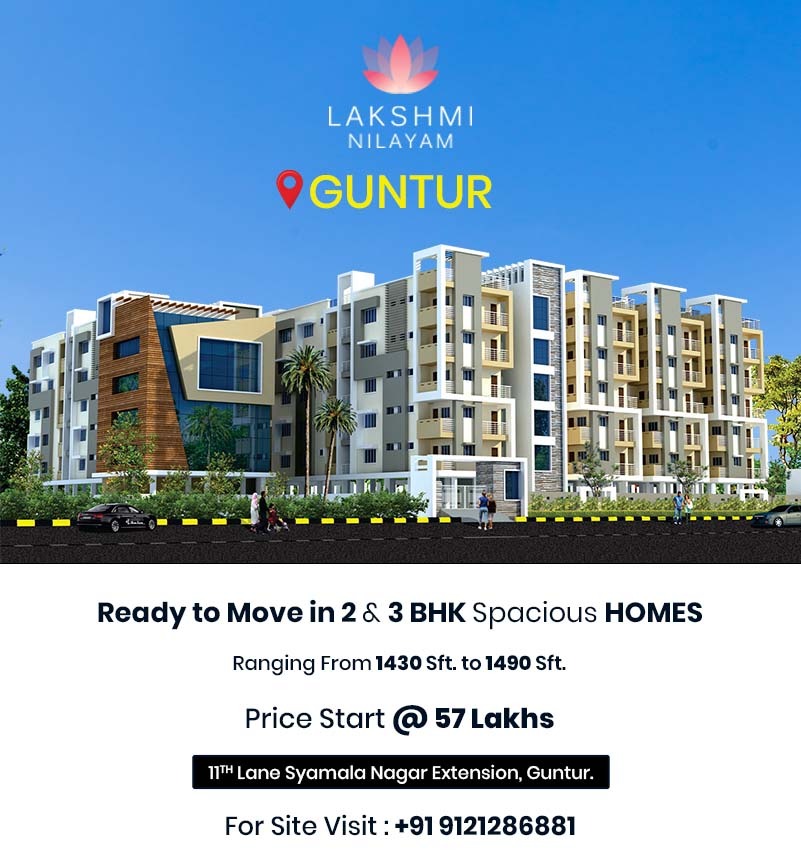 LAKSHMI
NILAYAM
GUNTUR
Ready to Move in 2 & 3 BHK Spacious HOMES
Ranging From 1430 Sft. to 1490 Sft.
Price Start @ 57 Lakhs
11TH Lane Syamala Nagar Extension, Guntur.
For Site Visit : +91 9121286881